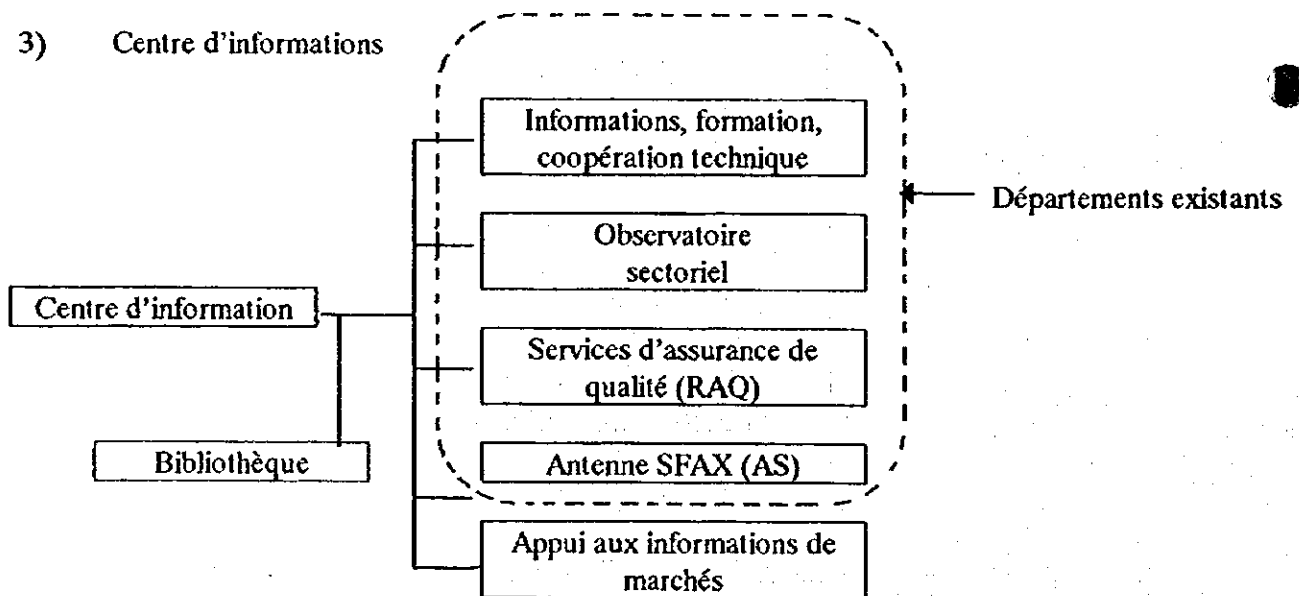 3) Centre d'informations
Informations, formation,
coopération technique
Départements existants
Observatoire
sectoriel
Centre d'information
Services d'assurance de
qualité (RAQ)
Bibliothèque
Antenne SFAX (AS)
Appui aux informations de
marchés